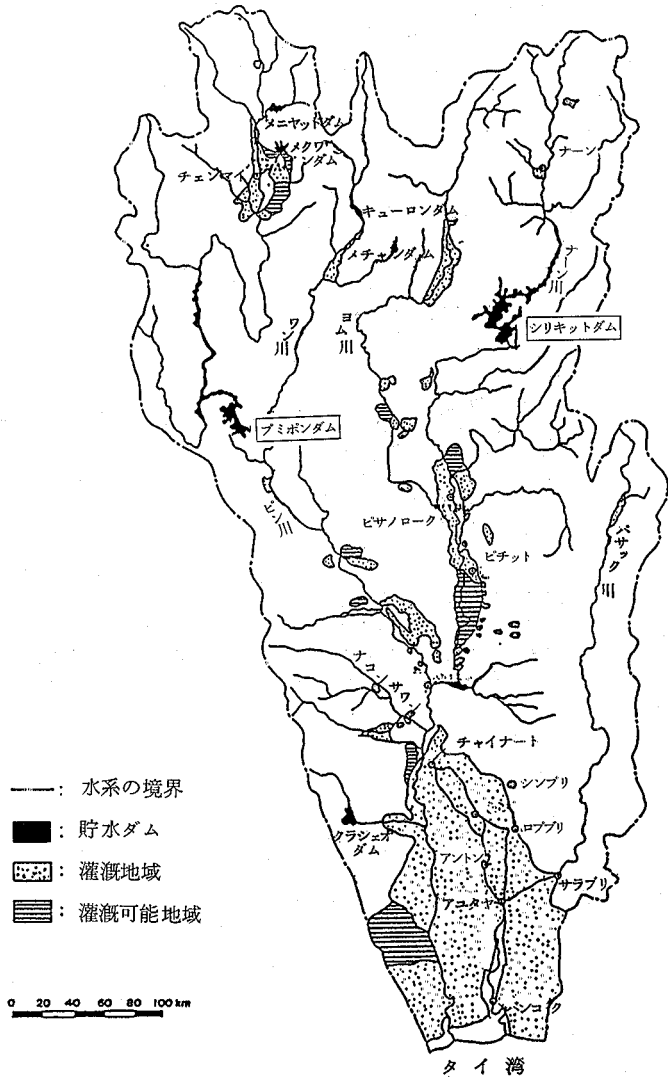 メニヤットダム
メクワンダム
チェンマイ
ナーン
キューロンダム
メチャンダム
ナーン川
ワン川
ヨム川
シリキットダム
プミポンダム
ピン川
ピサノローク
ピチット
パサック川
ナコンサワン
チャイナート
シンブリ
ロプブリ
クラシェオダム
アントン
サラブリ
アユタヤ
バンコク
タイ湾
水系の境界
貯水ダム
灌漑地域
灌漑可能地域
0 20 40 60 80 100 km